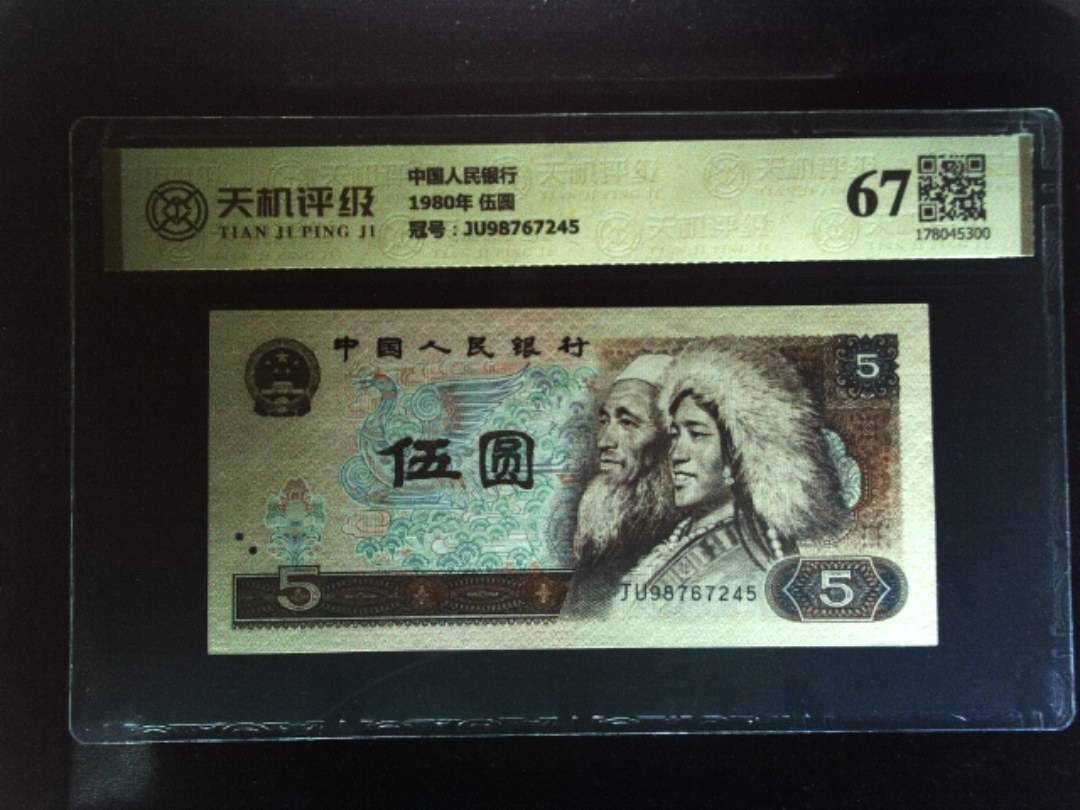 天机评级
TIAN JI PING JI
中国人民银行
1980年 伍圆
冠号：JU98767245
67
178045300
中国人民银行
5
伍圆
5
JU98767245
5